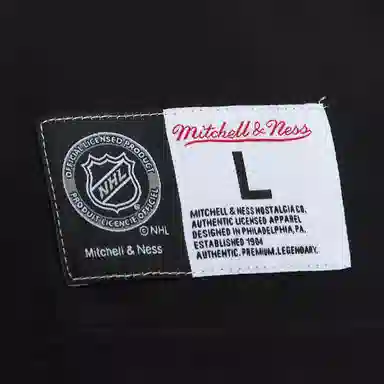 OFFICIAL LICENSED PRODUCT
NHL
PRODUIT LICENCIÉ OFFICIEL
© NHL
Mitchell & Ness
Mitchell & Ness
L
MITCHELL & NESS NOSTALGIA CO.
AUTHENTIC LICENSED APPAREL
DESIGNED IN PHILADELPHIA, PA.
ESTABLISHED 1904
AUTHENTIC. PREMIUM. LEGENDARY.